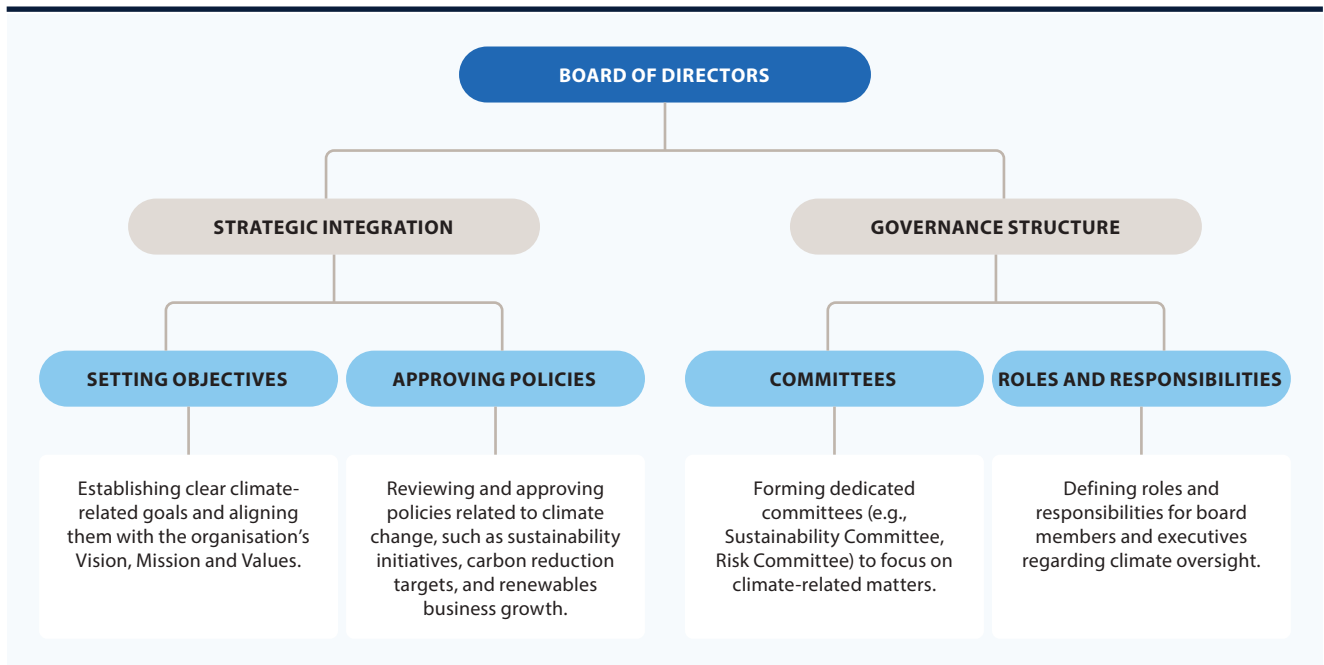 BOARD OF DIRECTORS
STRATEGIC INTEGRATION
GOVERNANCE STRUCTURE
SETTING OBJECTIVES
APPROVING POLICIES
COMMITTEES
ROLES AND RESPONSIBILITIES
Establishing clear climate-
related goals and aligning
them with the organisation’s
Vision, Mission and Values.
Reviewing and approving
policies related to climate
change, such as sustainability
initiatives, carbon reduction
targets, and renewables
business growth.
Forming dedicated
committees (e.g.,
Sustainability Committee,
Risk Committee) to focus on
climate-related matters.
Defining roles and
responsibilities for board
members and executives
regarding climate oversight.